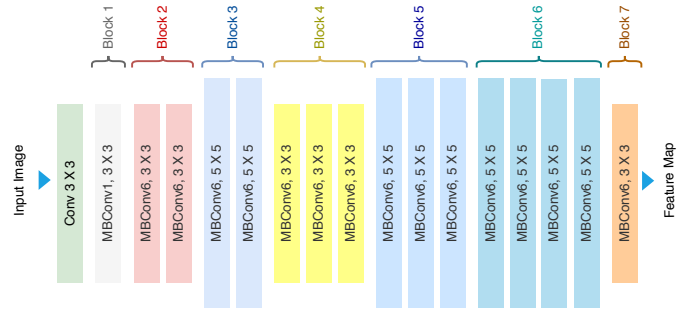 Block 1
Block 2
Block 3
Block 4
Block 5
Block 6
Block 7
Input Image
Conv 3 X 3
MBConv1, 3 X 3
MBConv6, 3 X 3
MBConv6, 3 X 3
MBConv6, 5 X 5
MBConv6, 5 X 5
MBConv6, 3 X 3
MBConv6, 3 X 3
MBConv6, 3 X 3
MBConv6, 5 X 5
MBConv6, 5 X 5
MBConv6, 5 X 5
MBConv6, 5 X 5
MBConv6, 5 X 5
MBConv6, 5 X 5
MBConv6, 5 X 5
MBConv6, 3 X 3
Feature Map